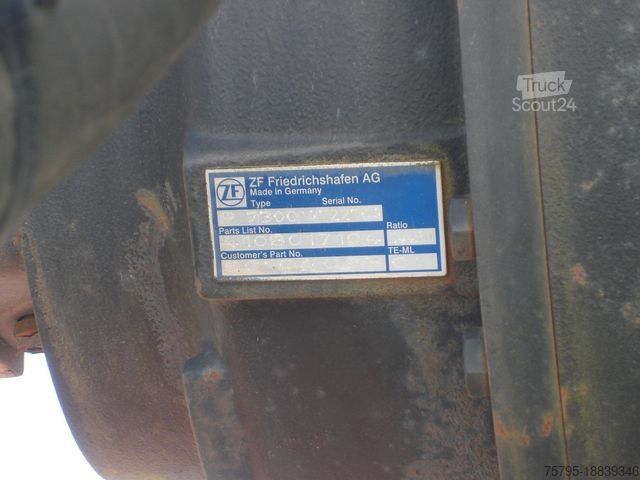 Truck
Scout24
ZF Friedrichshafen AG
ZF
Made in Germany
Type Serial No.
Parts List No. Ratio
Customer's Part No. TE-ML
75795-18839346